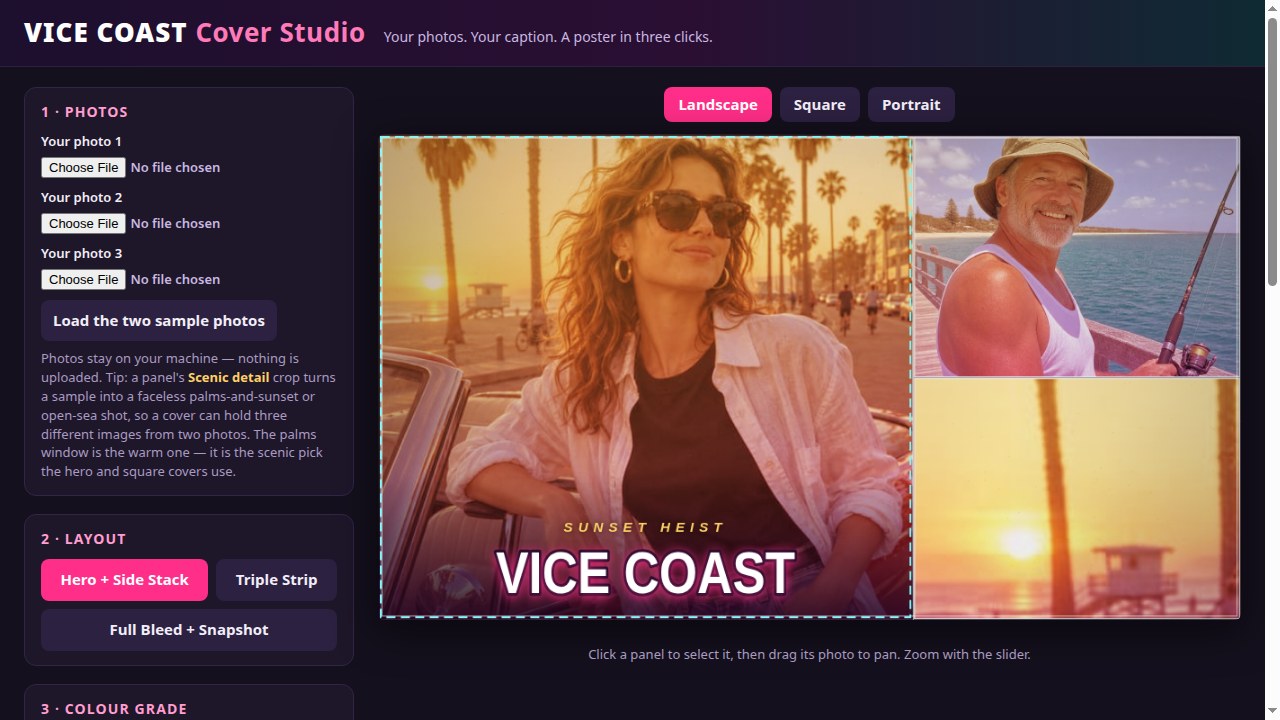 VICE COAST Cover Studio
Your photos. Your caption. A poster in three clicks.
1 · PHOTOS
Your photo 1
Choose File No file chosen
Your photo 2
Choose File No file chosen
Your photo 3
Choose File No file chosen
Load the two sample photos
Photos stay on your machine — nothing is
uploaded. Tip: a panel's Scenic detail crop turns
a sample into a faceless palms-and-sunset or
open-sea shot, so a cover can hold three
different images from two photos. The palms
window is the warm one — it is the scenic pick
the hero and square covers use.
2 · LAYOUT
Hero + Side Stack
Triple Strip
Full Bleed + Snapshot
3 · COLOUR GRADE
Landscape
Square
Portrait
SUNSET HEIST
VICE COAST
Click a panel to select it, then drag its photo to pan. Zoom with the slider.